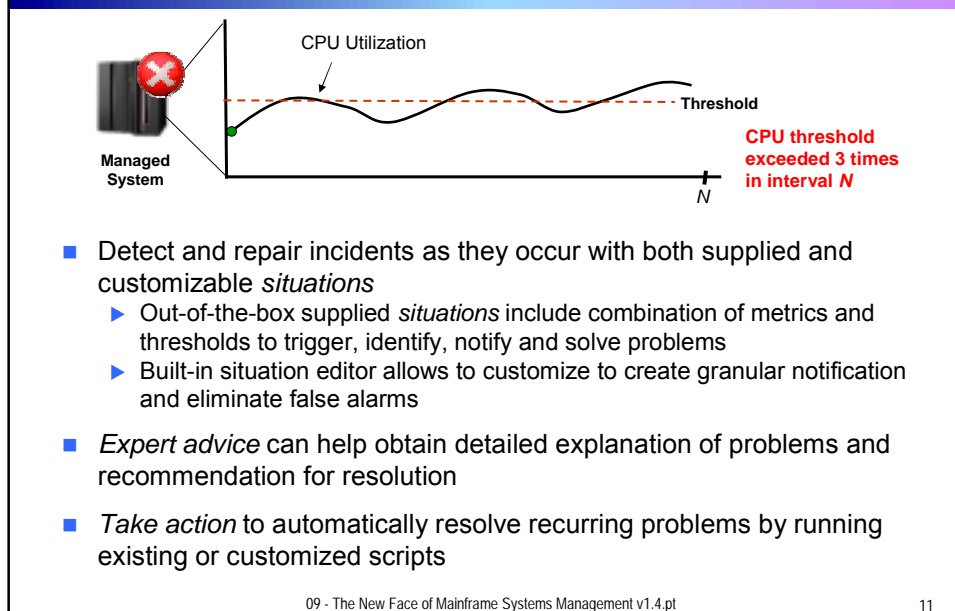 CPU Utilization
Threshold
Managed
System
CPU threshold
exceeded 3 times
in interval N
N
Detect and repair incidents as they occur with both supplied and
customizable situations
Out-of-the-box supplied situations include combination of metrics and
thresholds to trigger, identify, notify and solve problems
Built-in situation editor allows to customize to create granular notification
and eliminate false alarms
Expert advice can help obtain detailed explanation of problems and
recommendation for resolution
Take action to automatically resolve recurring problems by running
existing or customized scripts
09 - The New Face of Mainframe Systems Management v1.4.pt
11